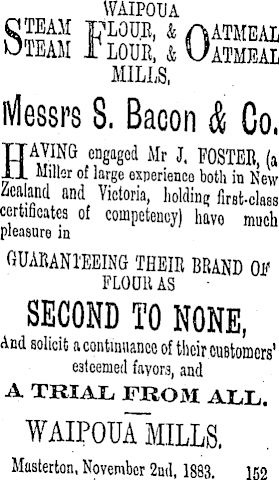 WAIPOUA
STEAM FLOUR, & OATMEAL
STEAM FLOUR, & OATMEAL
MILLS,
Messrs S. Bacon & Co.
HAVING engaged Mr J. FOSTER, (a
Miller of large experience both in New
Zealand and Victoria, holding first-class
certificates of competency) have much
pleasure in
GUARANTEEING THEIR BRAND OF
FLOUR AS
SECOND TO NONE,
And solicit a continuance of their customers'
esteemed favors, and
A TRIAL FROM ALL.
WAIPOUA MILLS.
Masterton, November 2nd, 1883. 152